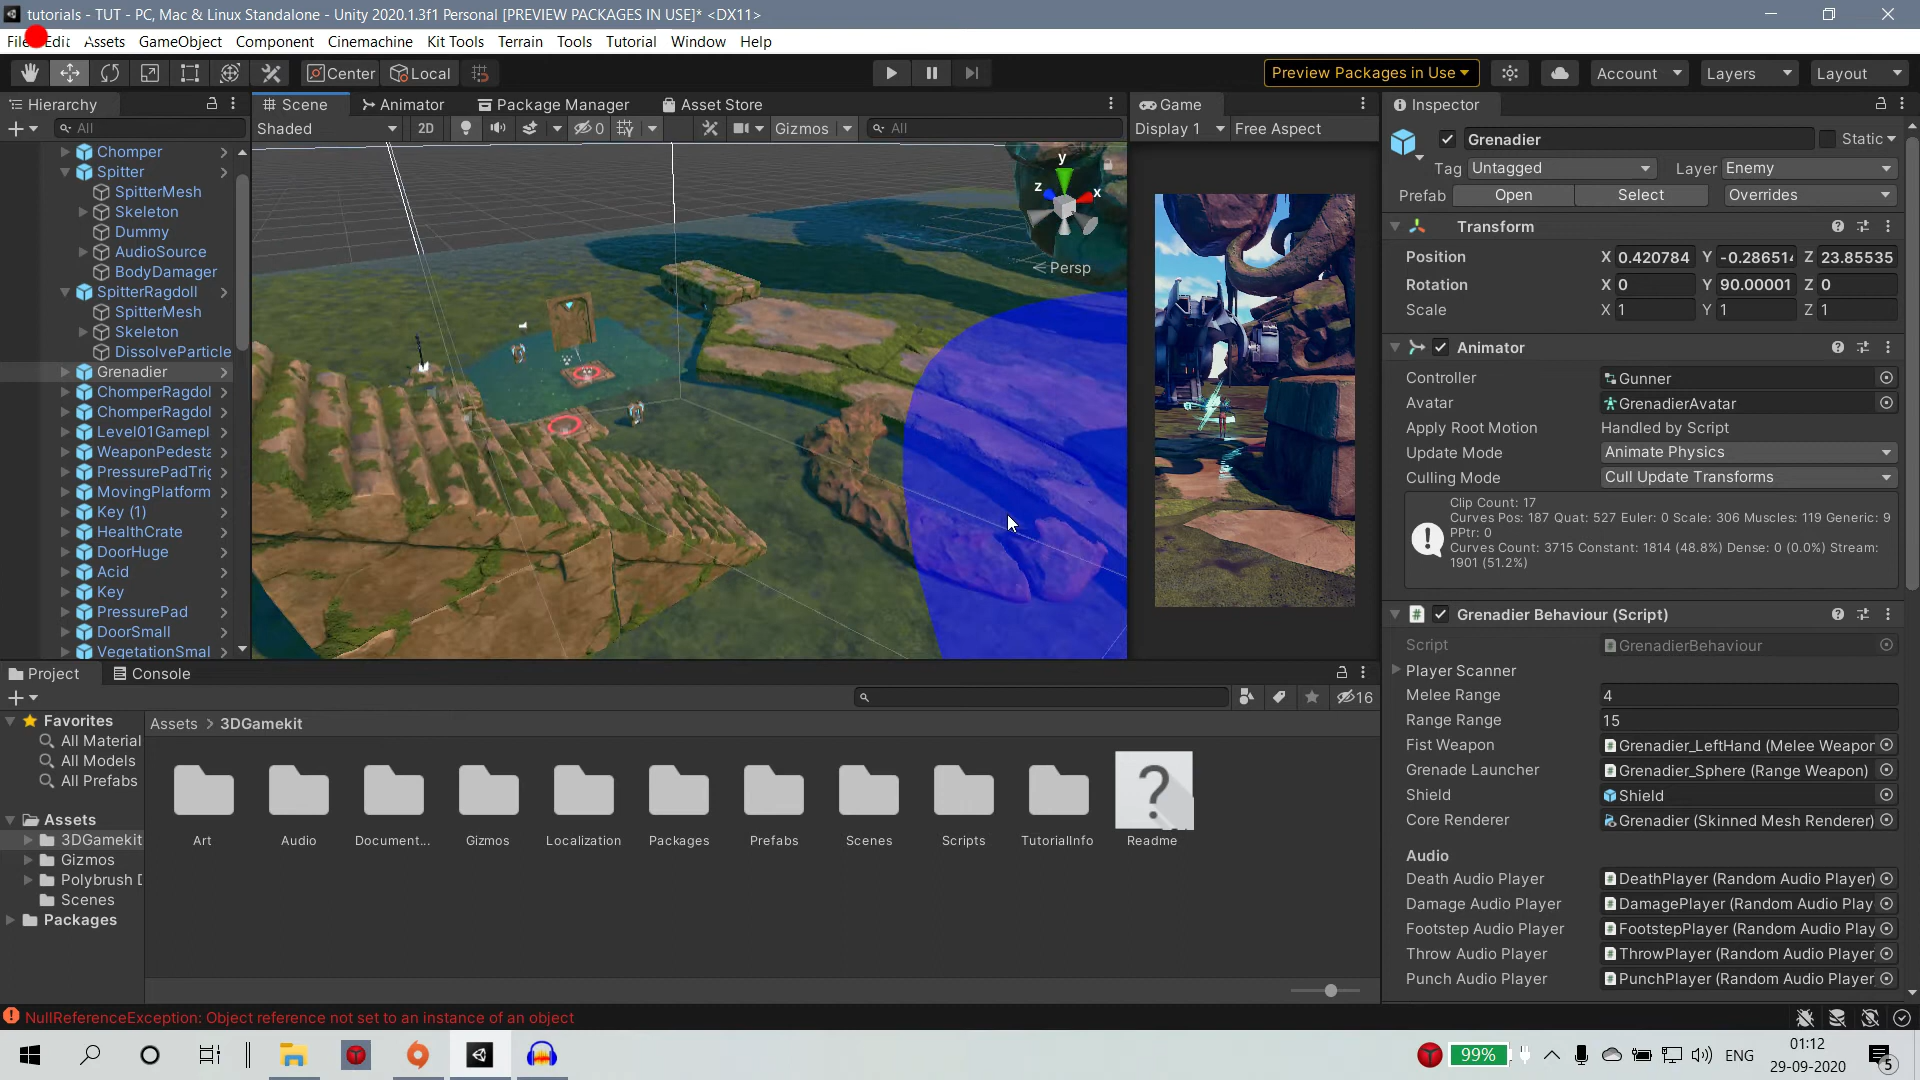 tutorials - TUT - PC, Mac & Linux Standalone - Unity 2020.1.3f1 Personal [PREVIEW PACKAGES IN USE]* <DX11>
File Edit Assets GameObject Component Cinemachine Kit Tools Terrain Tools Tutorial Window Help
Center Local Preview Packages in Use Account Layers Layout
Hierarchy Scene Animator Package Manager Asset Store Game Inspector
All Shaded 2D 0 Gizmos All Display 1 Free Aspect
Chomper
Spitter
SpitterMesh
Skeleton
Dummy
AudioSource
BodyDamager
SpitterRagdoll
SpitterMesh
Skeleton
DissolveParticle
Grenadier
ChomperRagdol
ChomperRagdol
Level01Gamepl
WeaponPedesta
PressurePadTrig
MovingPlatform
Key (1)
HealthCrate
DoorHuge
Acid
Key
PressurePad
DoorSmall
VegetationSmal
y
z x
Persp
Grenadier Static
Tag Untagged Layer Enemy
Prefab Open Select Overrides
Transform
Position X 0.420784 Y -0.286514 Z 23.85535
Rotation X 0 Y 90.00001 Z 0
Scale X 1 Y 1 Z 1
Animator
Controller Gunner
Avatar GrenadierAvatar
Apply Root Motion Handled by Script
Update Mode Animate Physics
Culling Mode Cull Update Transforms
Clip Count: 17
Curves Pos: 187 Quat: 527 Euler: 0 Scale: 306 Muscles: 119 Generic: 9
PPtr: 0
Curves Count: 3715 Constant: 1814 (48.8%) Dense: 0 (0.0%) Stream:
1901 (51.2%)
Grenadier Behaviour (Script)
Script GrenadierBehaviour
Player Scanner
Melee Range 4
Range Range 15
Fist Weapon Grenadier_LeftHand (Melee Weapon
Grenade Launcher Grenadier_Sphere (Range Weapon)
Shield Shield
Core Renderer Grenadier (Skinned Mesh Renderer)
Audio
Death Audio Player DeathPlayer (Random Audio Player)
Damage Audio Player DamagePlayer (Random Audio Play
Footstep Audio Player FootstepPlayer (Random Audio Play
Throw Audio Player ThrowPlayer (Random Audio Player
Punch Audio Player PunchPlayer (Random Audio Player
Project Console
16
Favorites
All Material
All Models
All Prefabs
Assets
3DGamekit
Gizmos
Polybrush D
Scenes
Packages
Assets > 3DGamekit
Art Audio Document... Gizmos Localization Packages Prefabs Scenes Scripts TutorialInfo Readme
NullReferenceException: Object reference not set to an instance of an object
99% ENG 01:12
29-09-2020
5